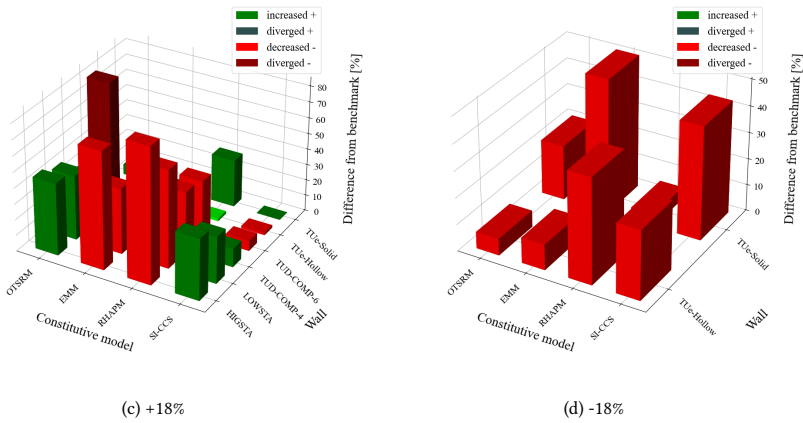 increased +
diverged +
decreased -
diverged -
80
70
60
50
40
30
20
10
0
Difference from benchmark [%]
OTSRM
EMM
RHAPM
SI-CCS
Constitutive model
HIGSTA
LOWSTA
TUD-COMP-4
TUD-COMP-6
TUe-Hollow
TUe-Solid
Wall
(c) +18%
increased +
diverged +
decreased -
diverged -
50
40
30
20
10
0
Difference from benchmark [%]
OTSRM
EMM
RHAPM
SI-CCS
Constitutive model
TUe-Hollow
TUe-Solid
Wall
(d) -18%